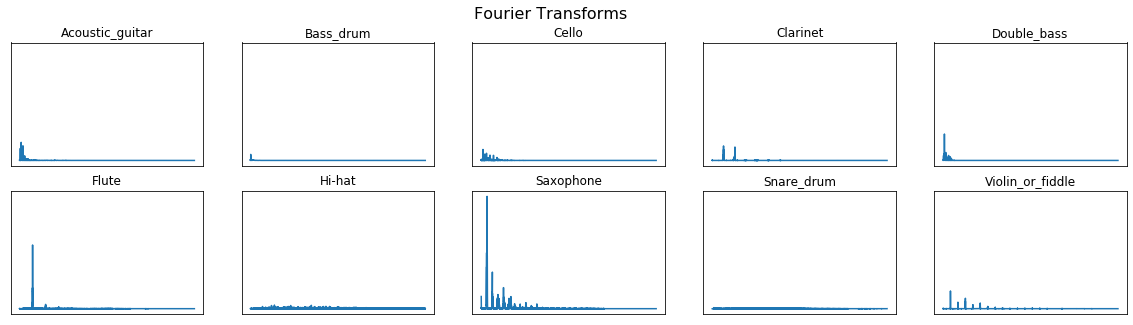 Fourier Transforms
Acoustic_guitar
Bass_drum
Cello
Clarinet
Double_bass
Flute
Hi-hat
Saxophone
Snare_drum
Violin_or_fiddle